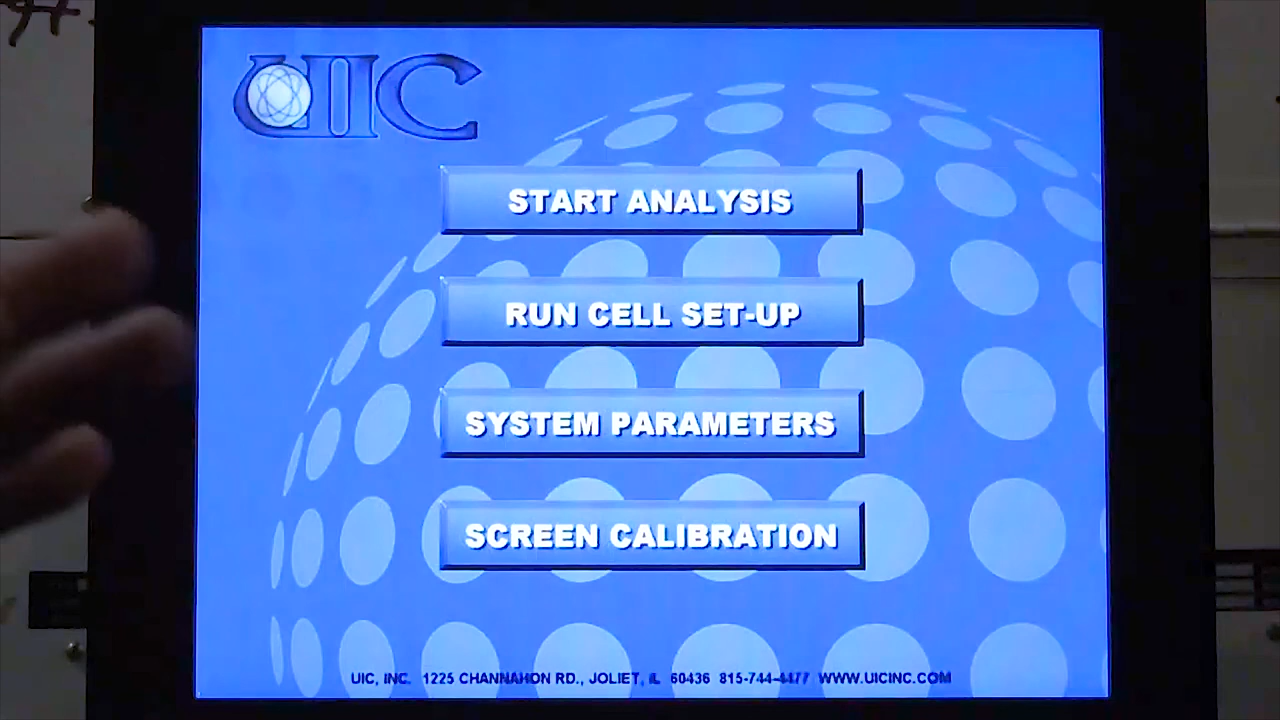 UIC
START ANALYSIS
RUN CELL SET-UP
SYSTEM PARAMETERS
SCREEN CALIBRATION
UIC, INC. 1225 CHANNAHON RD., JOLIET, IL 60436 815-744-4477 WWW.UICINC.COM